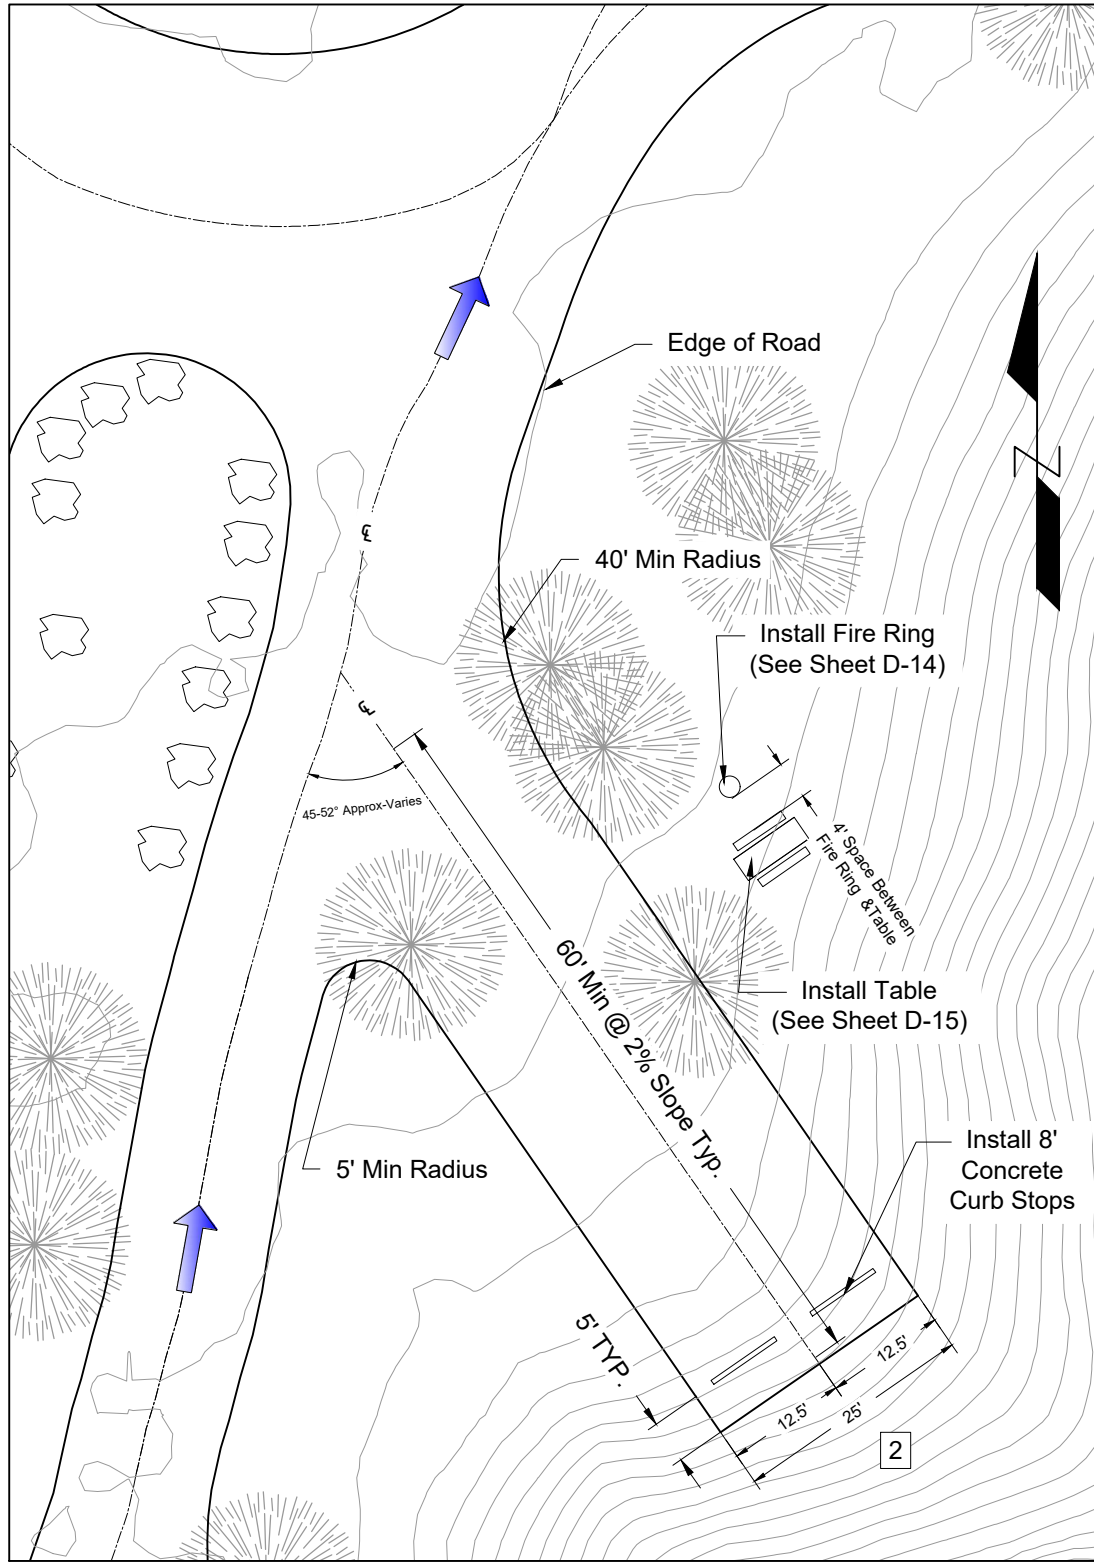 Edge of Road
℄
40' Min Radius
Install Fire Ring
(See Sheet D-14)
℄
45-52° Approx-Varies
4' Space Between
Fire Ring &Table
60' Min @ 2% Slope Typ.
Install Table
(See Sheet D-15)
5' Min Radius
Install 8'
Concrete
Curb Stops
5' TYP.
12.5'
12.5'
25'
2
N